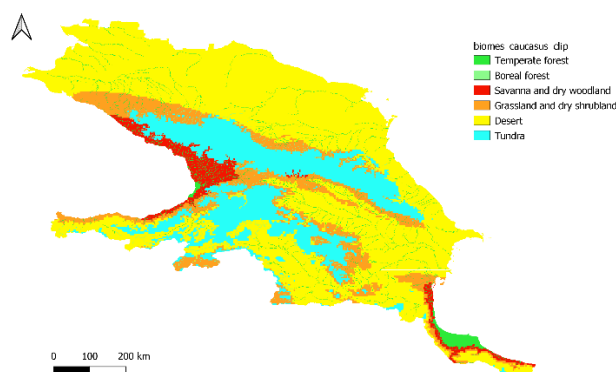 biomes caucasus clip
Temperate forest
Boreal forest
Savanna and dry woodland
Grassland and dry shrubland
Desert
Tundra
0 100 200 km